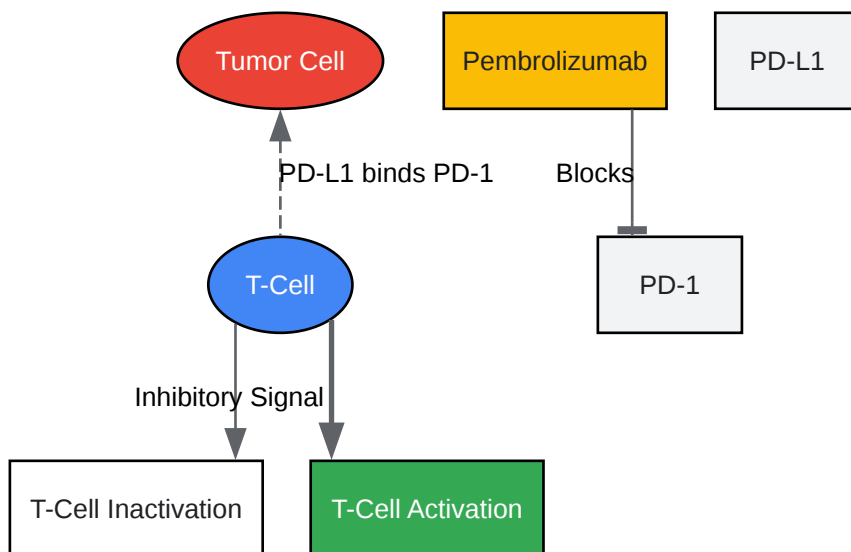 Tumor Cell
Pembrolizumab
PD-L1
PD-L1 binds PD-1
Blocks
T-Cell
PD-1
Inhibitory Signal
T-Cell Inactivation
T-Cell Activation